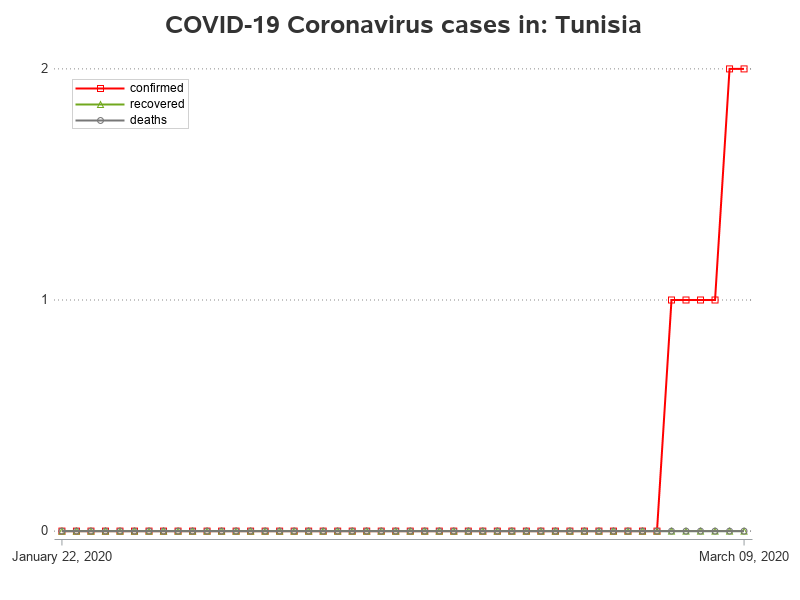 COVID-19 Coronavirus cases in: Tunisia
2
confirmed
recovered
deaths
1
0
January 22, 2020
March 09, 2020